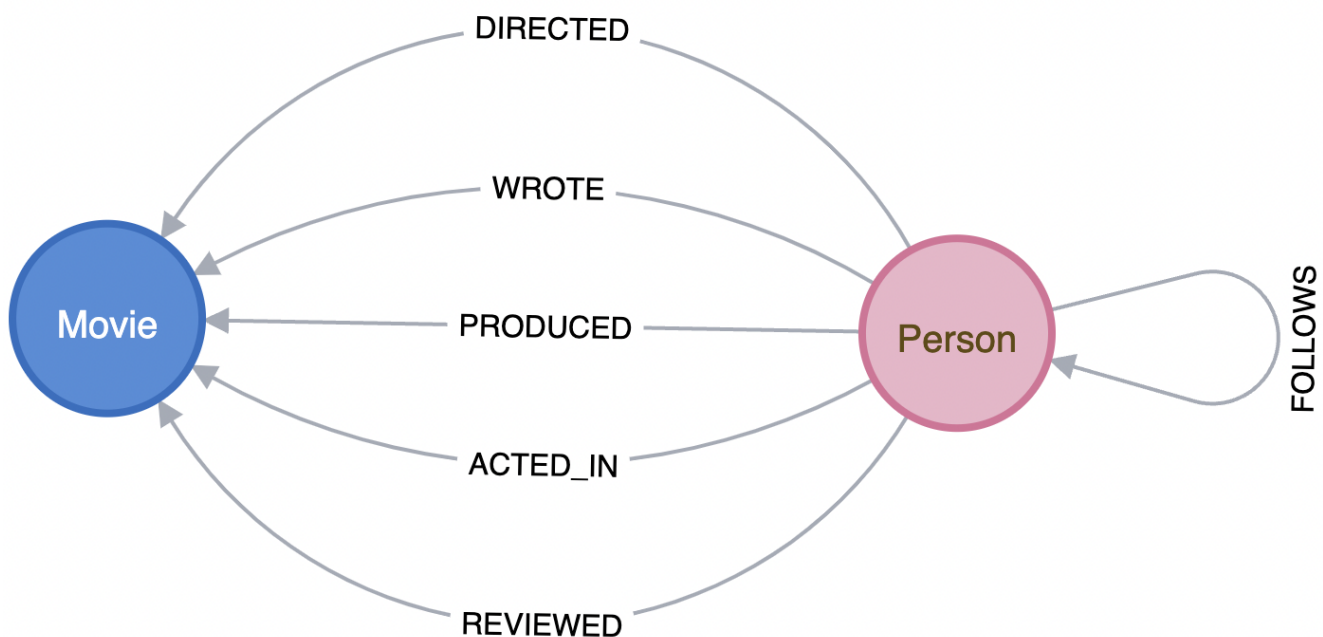 DIRECTED
WROTE
Movie
PRODUCED
Person
FOLLOWS
ACTED_IN
REVIEWED